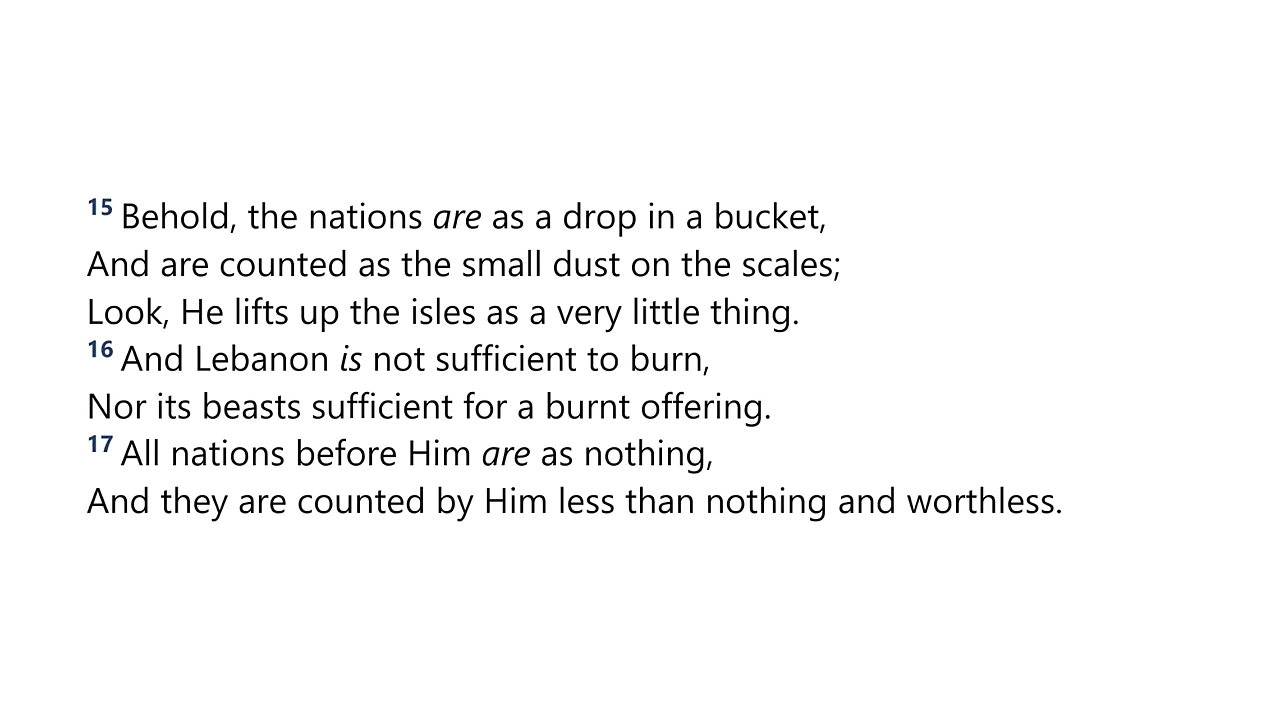 15 Behold, the nations are as a drop in a bucket,
And are counted as the small dust on the scales;
Look, He lifts up the isles as a very little thing.
16 And Lebanon is not sufficient to burn,
Nor its beasts sufficient for a burnt offering.
17 All nations before Him are as nothing,
And they are counted by Him less than nothing and worthless.